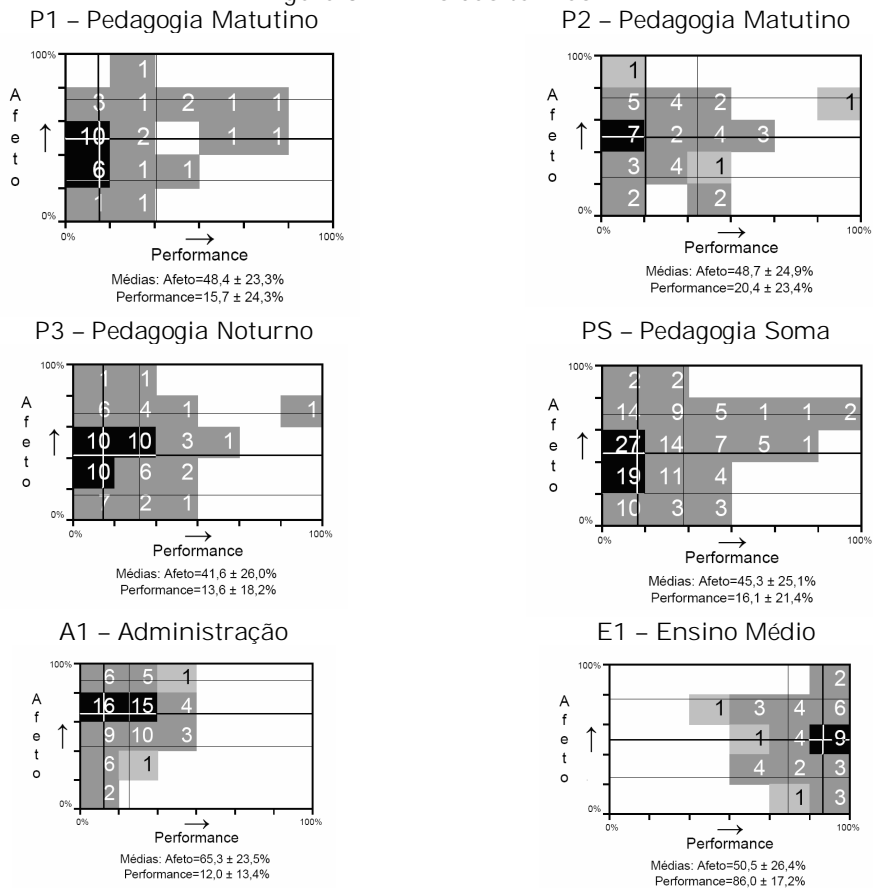 P1 – Pedagogia Matutino
100%
Afeto
1
3 1 2 1 1
10 2 1 1
6 1 1
1 1
0%
0% 100%
Performance
Médias: Afeto=48,4 ± 23,3%
Performance=15,7 ± 24,3%
P2 – Pedagogia Matutino
100%
Afeto
1
5 4 2 1
7 2 4 3
3 4 1
2 2
0%
0% 100%
Performance
Médias: Afeto=48,7 ± 24,9%
Performance=20,4 ± 23,4%
P3 – Pedagogia Noturno
100%
Afeto
1 1
6 4 1 1
10 10 3 1
10 6 2
7 2 1
0%
0% 100%
Performance
Médias: Afeto=41,6 ± 26,0%
Performance=13,6 ± 18,2%
PS – Pedagogia Soma
100%
Afeto
2 2
14 9 5 1 1 2
27 14 7 5 1
19 11 4
10 3 3
0%
0% 100%
Performance
Médias: Afeto=45,3 ± 25,1%
Performance=16,1 ± 21,4%
A1 – Administração
100%
Afeto
6 5 1
16 15 4
9 10 3
6 1
2
0%
0% 100%
Performance
Médias: Afeto=65,3 ± 23,5%
Performance=12,0 ± 13,4%
E1 – Ensino Médio
100%
Afeto
2
1 3 4 6
1 4 9
4 2 3
1 3
0%
0% 100%
Performance
Médias: Afeto=50,5 ± 26,4%
Performance=86,0 ± 17,2%